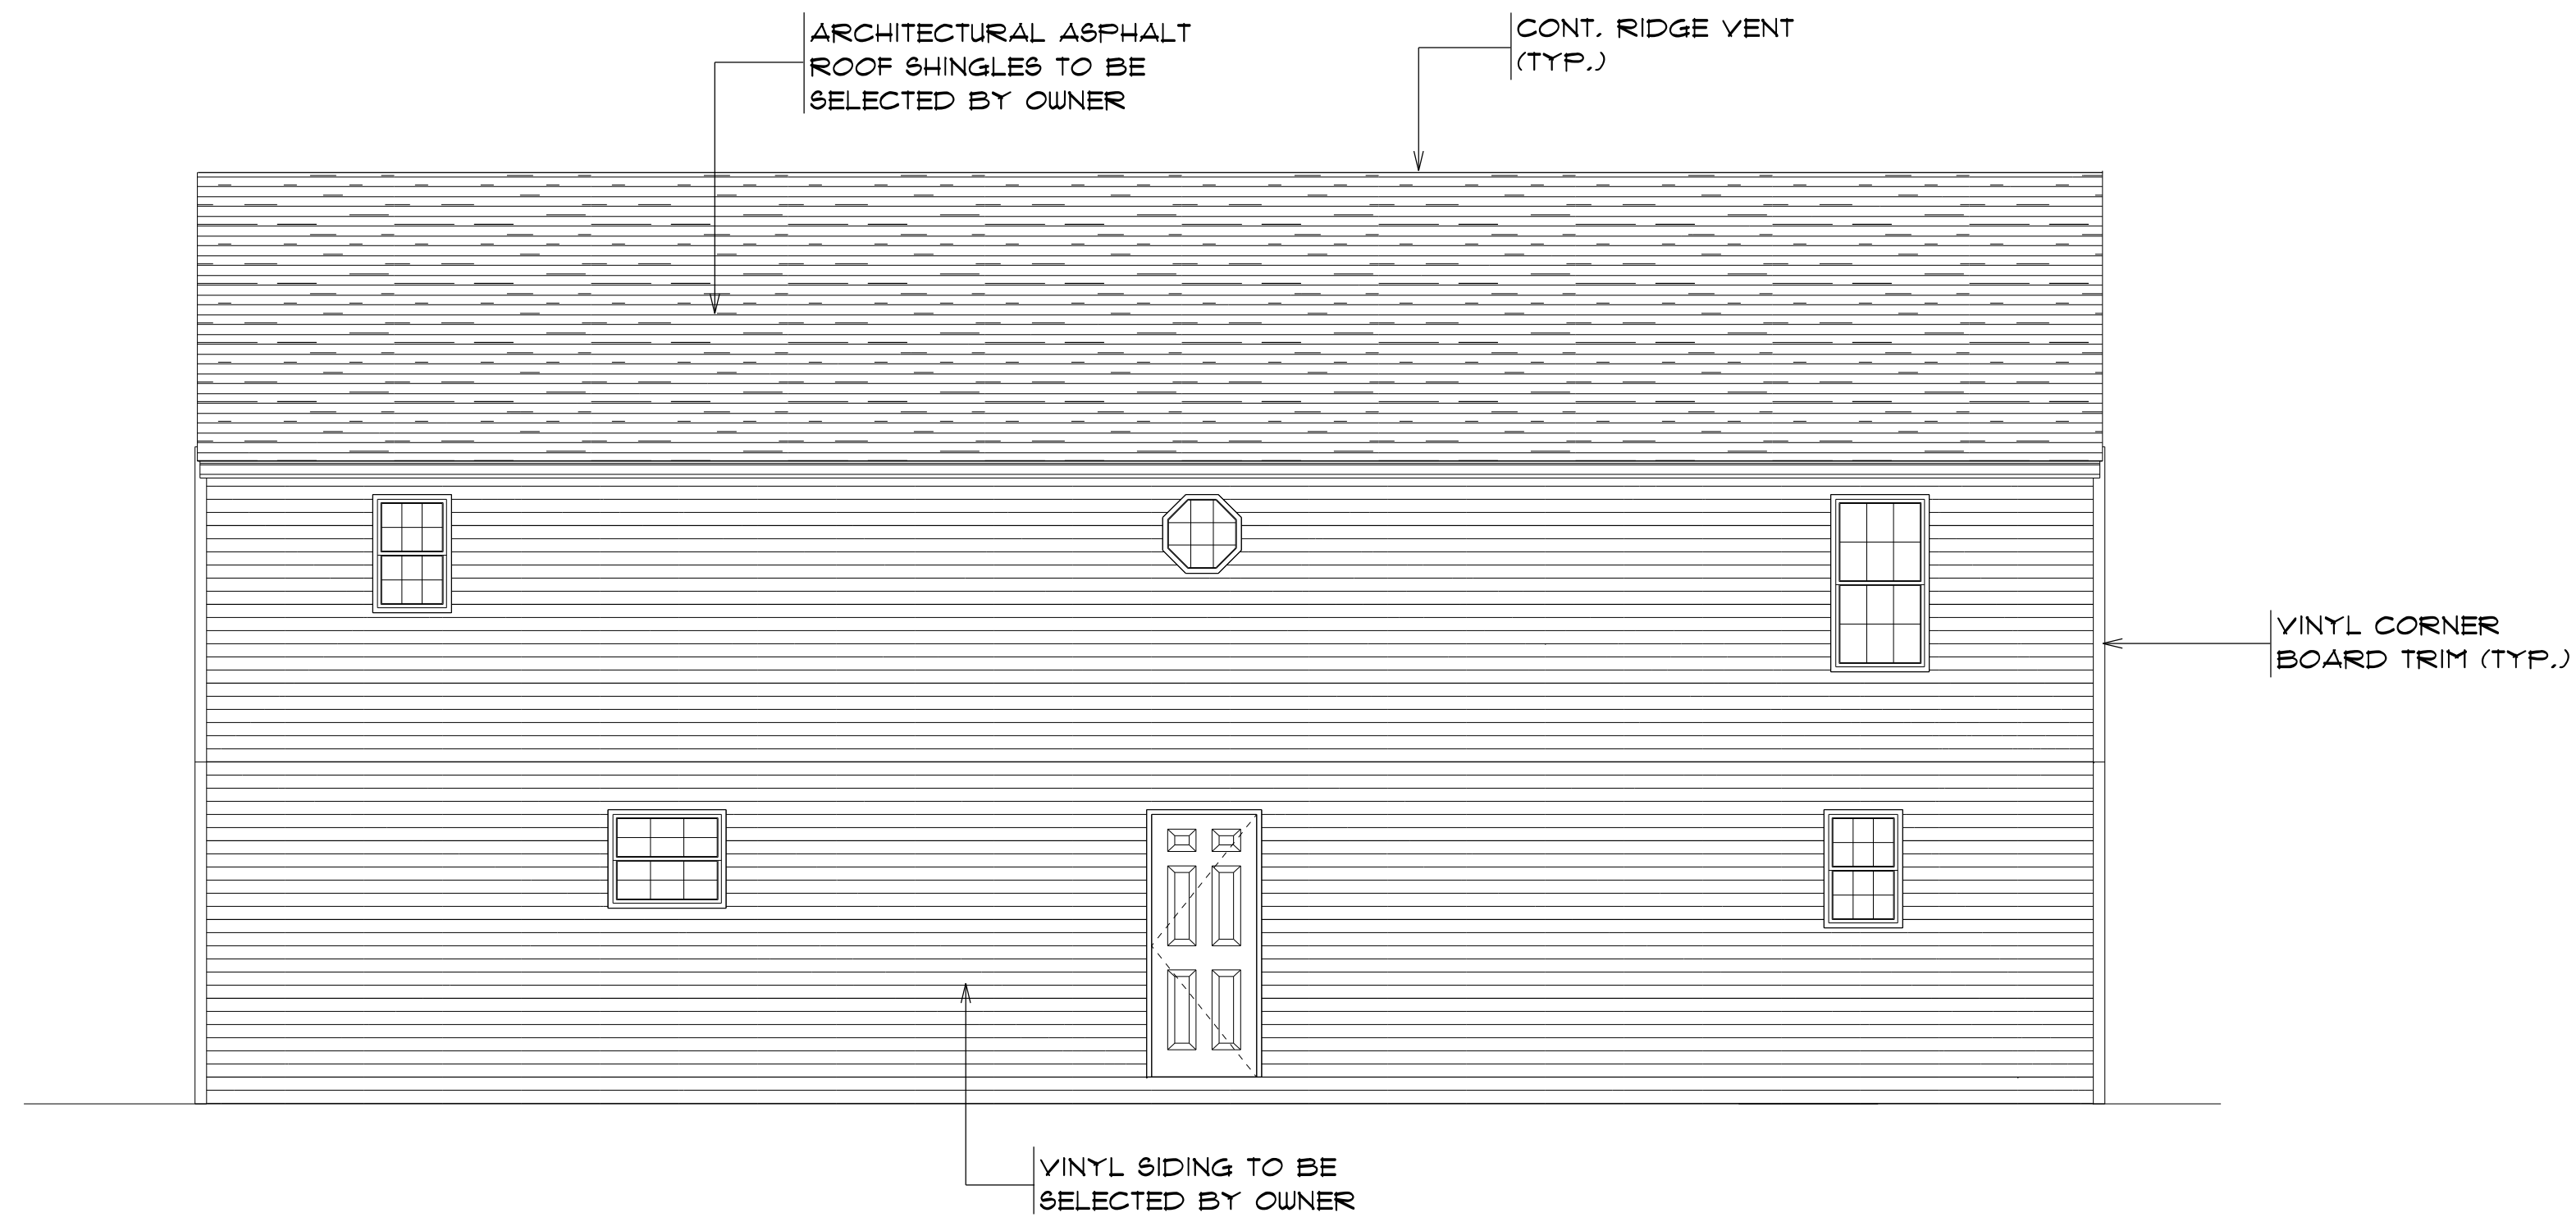 ARCHITECTURAL ASPHALT
ROOF SHINGLES TO BE
SELECTED BY OWNER
CONT. RIDGE VENT
(TYP.)
VINYL CORNER
BOARD TRIM (TYP.)
VINYL SIDING TO BE
SELECTED BY OWNER